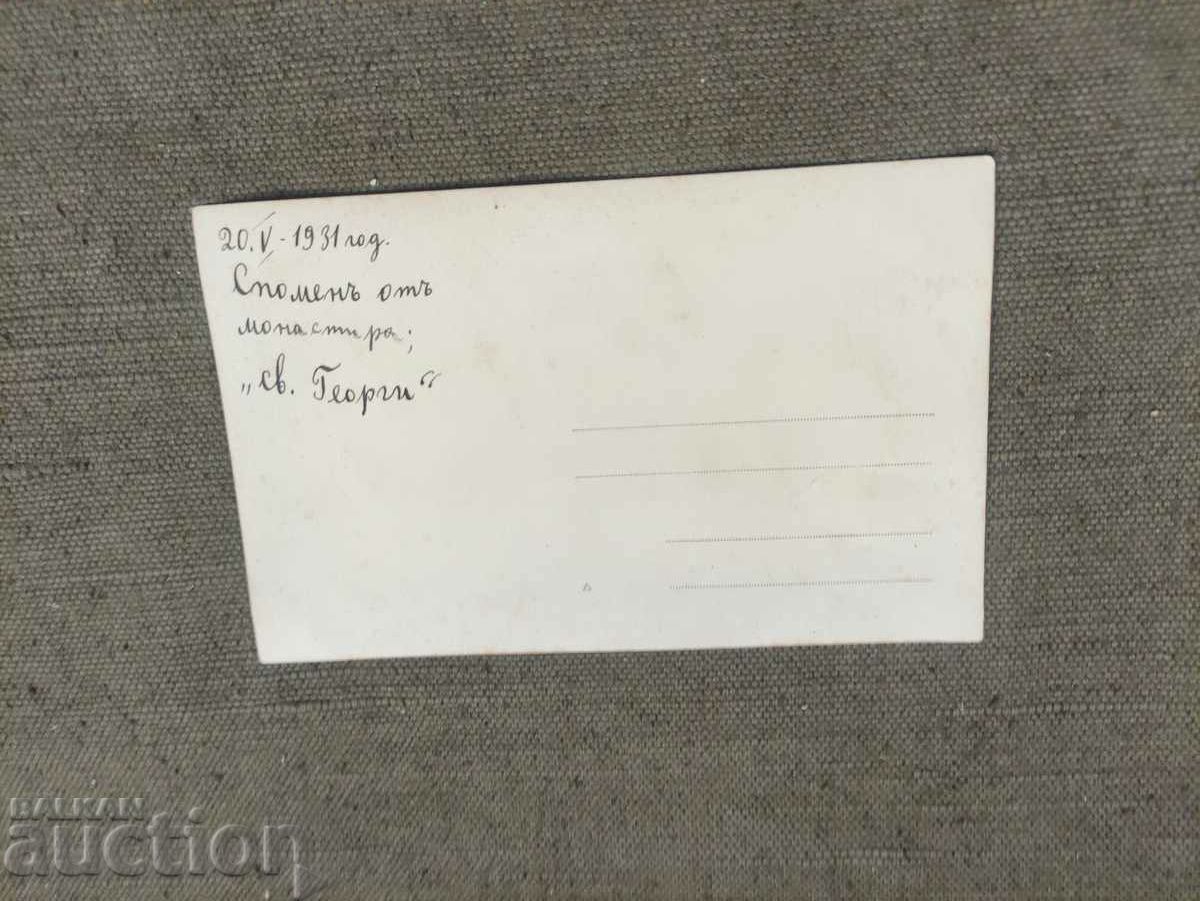 20.V-1931 год.
Споменъ отъ
монастира;
„св. Георги“
BALKAN
auction